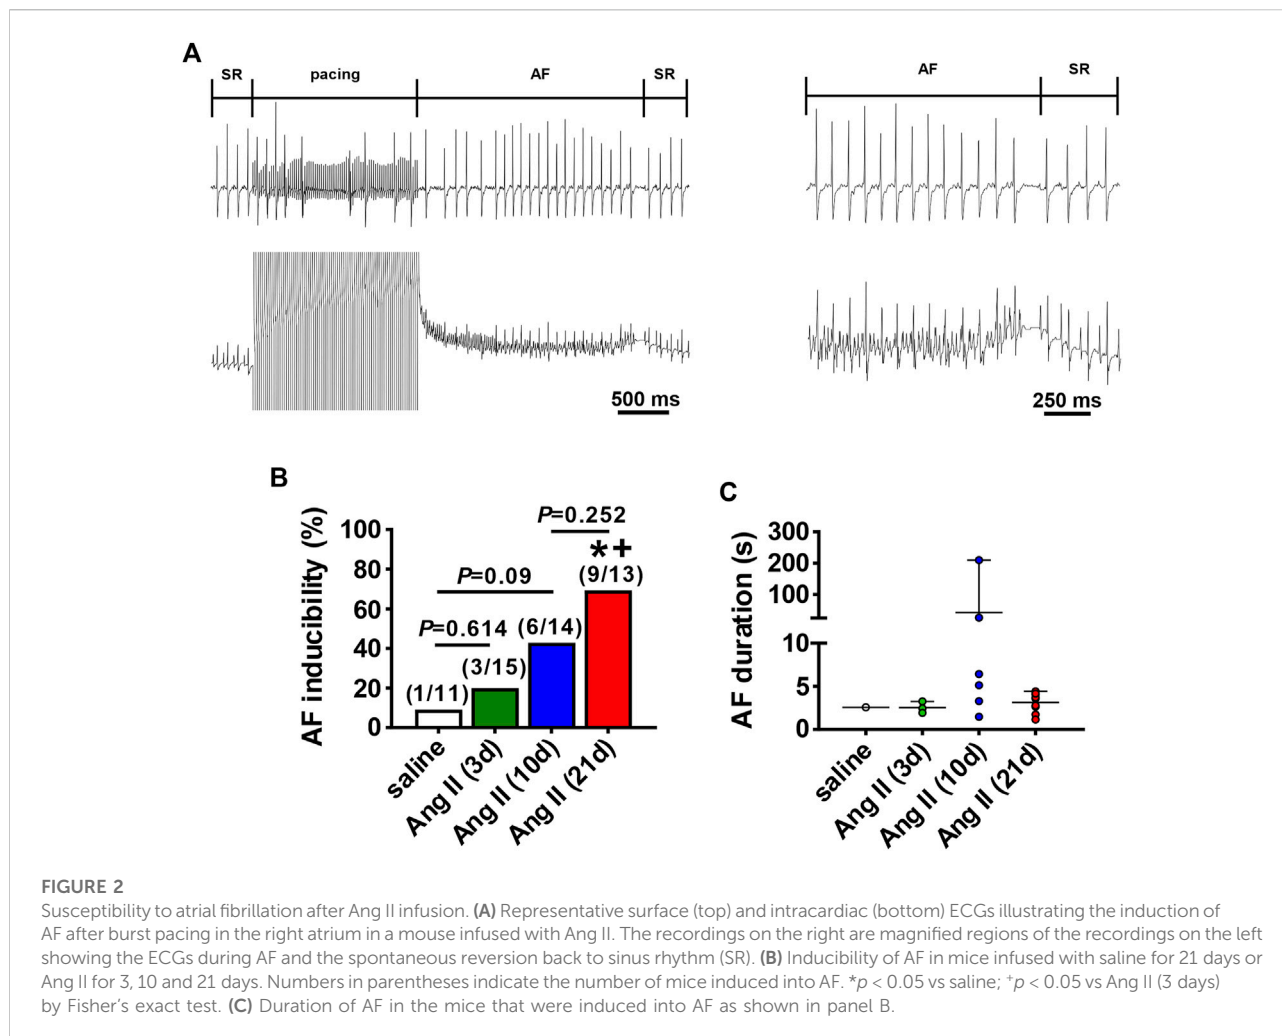 A
SR pacing AF SR
AF SR
500 ms
250 ms
B
AF inducibility (%)
100
80
60
40
20
0
P=0.252
*+
(9/13)
P=0.09
(6/14)
P=0.614
(3/15)
(1/11)
saline
Ang II (3d)
Ang II (10d)
Ang II (21d)
C
AF duration (s)
300
200
100
10
5
0
saline
Ang II (3d)
Ang II (10d)
Ang II (21d)
FIGURE 2
Susceptibility to atrial fibrillation after Ang II infusion. (A) Representative surface (top) and intracardiac (bottom) ECGs illustrating the induction of
AF after burst pacing in the right atrium in a mouse infused with Ang II. The recordings on the right are magnified regions of the recordings on the left
showing the ECGs during AF and the spontaneous reversion back to sinus rhythm (SR). (B) Inducibility of AF in mice infused with saline for 21 days or
Ang II for 3, 10 and 21 days. Numbers in parentheses indicate the number of mice induced into AF. *p < 0.05 vs saline; +p < 0.05 vs Ang II (3 days)
by Fisher's exact test. (C) Duration of AF in the mice that were induced into AF as shown in panel B.